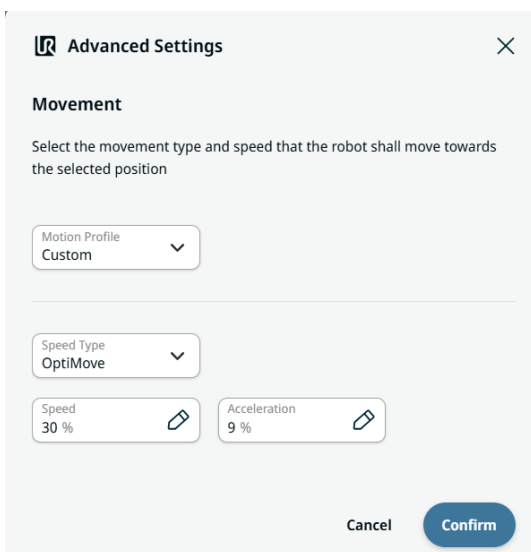 UR Advanced Settings
Movement
Select the movement type and speed that the robot shall move towards
the selected position
Motion Profile
Custom
Speed Type
OptiMove
Speed
30 %
Acceleration
9 %
Cancel
Confirm